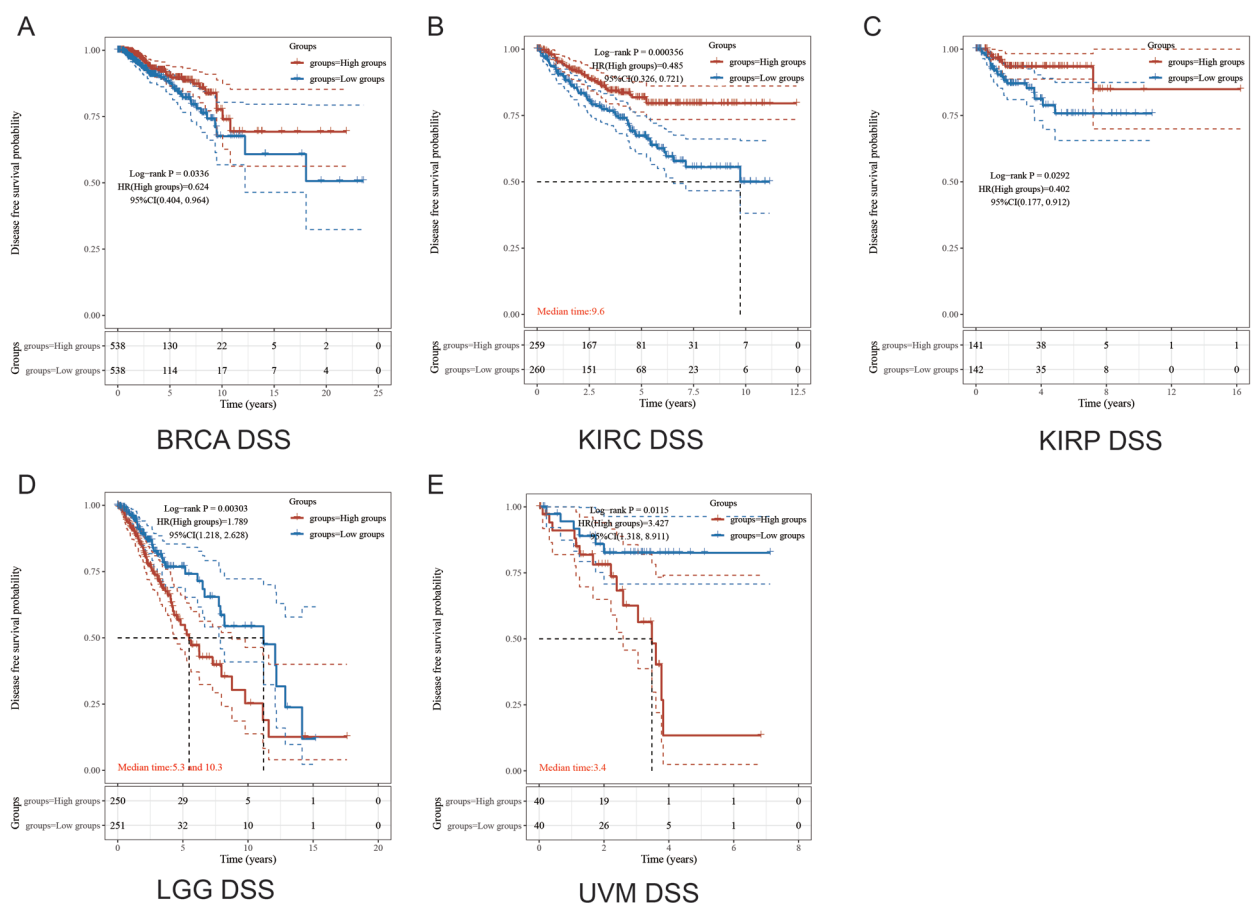 A
Groups
groups=High groups
groups=Low groups
Log-rank P = 0.0336
HR(High groups)=0.624
95%CI(0.404, 0.964)
Disease free survival probability
1.00
0.75
0.50
0.25
0.00
Groups
groups=High groups 538 130 22 5 2 0
groups=Low groups 538 114 17 7 4 0
0 5 10 15 20 25
Time (years)
BRCA DSS
B
Log-rank P = 0.000356
HR(High groups)=0.485
95%CI(0.326, 0.721)
Groups
groups=High groups
groups=Low groups
Disease free survival probability
1.00
0.75
0.50
0.25
0.00
Median time:9.6
Groups
groups=High groups 259 167 81 31 7 0
groups=Low groups 260 151 68 23 6 0
0 2.5 5 7.5 10 12.5
Time (years)
KIRC DSS
C
Groups
groups=High groups
groups=Low groups
Log-rank P = 0.0292
HR(High groups)=0.402
95%CI(0.177, 0.912)
Disease free survival probability
1.00
0.75
0.50
0.25
0.00
Groups
groups=High groups 141 38 5 1 1
groups=Low groups 142 35 8 0 0
0 4 8 12 16
Time (years)
KIRP DSS
D
Log-rank P = 0.00303
HR(High groups)=1.789
95%CI(1.218, 2.628)
Groups
groups=High groups
groups=Low groups
Disease free survival probability
1.00
0.75
0.50
0.25
0.00
Median time:5.3 and 10.3
Groups
groups=High groups 250 29 5 1 0
groups=Low groups 251 32 10 1 0
0 5 10 15 20
Time (years)
LGG DSS
E
Log-rank P = 0.0115
HR(High groups)=3.427
95%CI(1.318, 8.911)
Groups
groups=High groups
groups=Low groups
Disease free survival probability
1.00
0.75
0.50
0.25
0.00
Median time:3.4
Groups
groups=High groups 40 19 1 1 0
groups=Low groups 40 26 5 1 0
0 2 4 6 8
Time (years)
UVM DSS